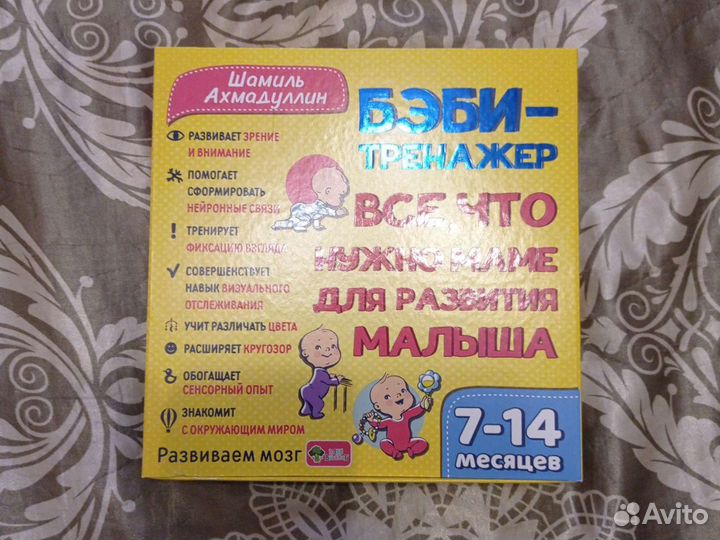 Шамиль
Ахмадуллин
БЭБИ-
ТРЕНАЖЕР
ВСЕ ЧТО
НУЖНО МАМЕ
ДЛЯ РАЗВИТИЯ
МАЛЫША
РАЗВИВАЕТ ЗРЕНИЕ
И ВНИМАНИЕ
ПОМОГАЕТ
СФОРМИРОВАТЬ
НЕЙРОННЫЕ СВЯЗИ
ТРЕНИРУЕТ
ФИКСАЦИЮ ВЗГЛЯДА
СОВЕРШЕНСТВУЕТ
НАВЫК ВИЗУАЛЬНОГО
ОТСЛЕЖИВАНИЯ
УЧИТ РАЗЛИЧАТЬ ЦВЕТА
РАСШИРЯЕТ КРУГОЗОР
ОБОГАЩАЕТ
СЕНСОРНЫЙ ОПЫТ
ЗНАКОМИТ
С ОКРУЖАЮЩИМ МИРОМ
Развиваем мозг
7-14
месяцев
Avito